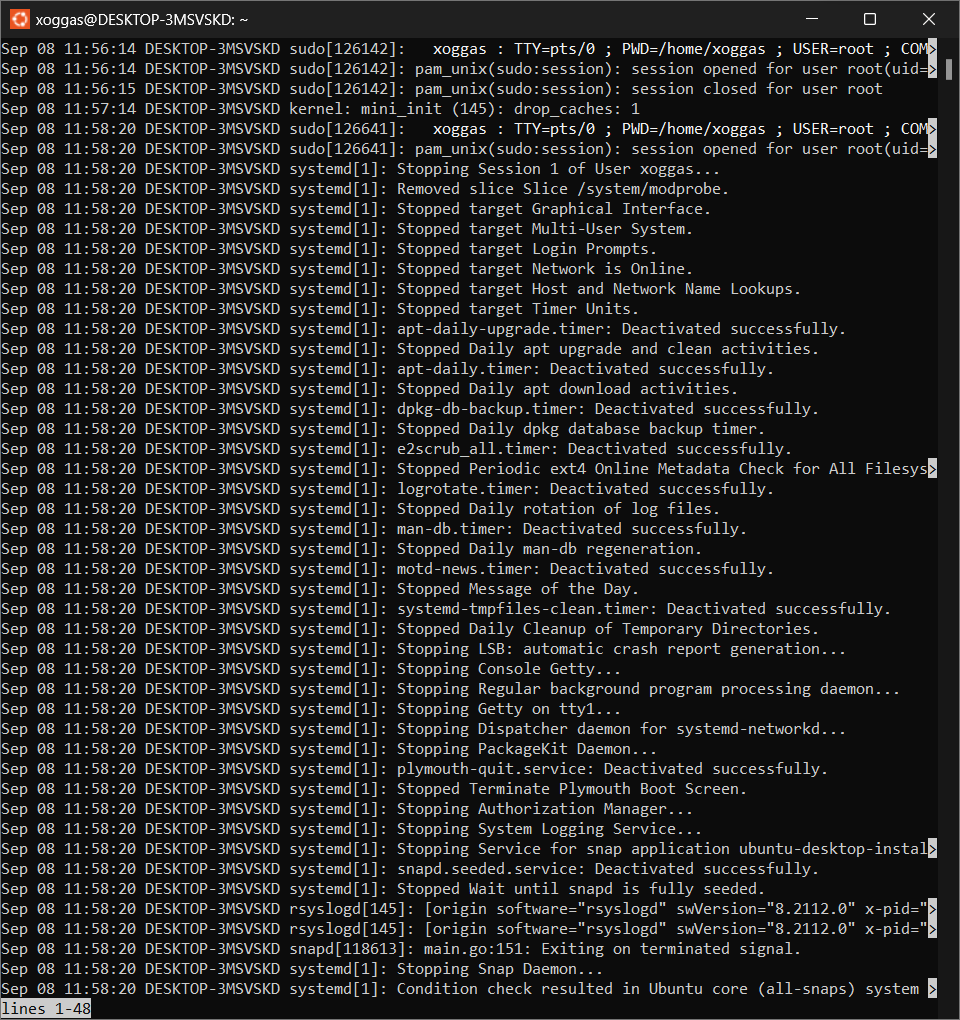 xoggas@DESKTOP-3MSVSKD: ~
Sep 08 11:56:14 DESKTOP-3MSVSKD sudo[126142]:   xoggas : TTY=pts/0 ; PWD=/home/xoggas ; USER=root ; COM>
Sep 08 11:56:14 DESKTOP-3MSVSKD sudo[126142]: pam_unix(sudo:session): session opened for user root(uid=>
Sep 08 11:56:15 DESKTOP-3MSVSKD sudo[126142]: pam_unix(sudo:session): session closed for user root
Sep 08 11:57:14 DESKTOP-3MSVSKD kernel: mini_init (145): drop_caches: 1
Sep 08 11:58:20 DESKTOP-3MSVSKD sudo[126641]:   xoggas : TTY=pts/0 ; PWD=/home/xoggas ; USER=root ; COM>
Sep 08 11:58:20 DESKTOP-3MSVSKD sudo[126641]: pam_unix(sudo:session): session opened for user root(uid=>
Sep 08 11:58:20 DESKTOP-3MSVSKD systemd[1]: Stopping Session 1 of User xoggas...
Sep 08 11:58:20 DESKTOP-3MSVSKD systemd[1]: Removed slice Slice /system/modprobe.
Sep 08 11:58:20 DESKTOP-3MSVSKD systemd[1]: Stopped target Graphical Interface.
Sep 08 11:58:20 DESKTOP-3MSVSKD systemd[1]: Stopped target Multi-User System.
Sep 08 11:58:20 DESKTOP-3MSVSKD systemd[1]: Stopped target Login Prompts.
Sep 08 11:58:20 DESKTOP-3MSVSKD systemd[1]: Stopped target Network is Online.
Sep 08 11:58:20 DESKTOP-3MSVSKD systemd[1]: Stopped target Host and Network Name Lookups.
Sep 08 11:58:20 DESKTOP-3MSVSKD systemd[1]: Stopped target Timer Units.
Sep 08 11:58:20 DESKTOP-3MSVSKD systemd[1]: apt-daily-upgrade.timer: Deactivated successfully.
Sep 08 11:58:20 DESKTOP-3MSVSKD systemd[1]: Stopped Daily apt upgrade and clean activities.
Sep 08 11:58:20 DESKTOP-3MSVSKD systemd[1]: apt-daily.timer: Deactivated successfully.
Sep 08 11:58:20 DESKTOP-3MSVSKD systemd[1]: Stopped Daily apt download activities.
Sep 08 11:58:20 DESKTOP-3MSVSKD systemd[1]: dpkg-db-backup.timer: Deactivated successfully.
Sep 08 11:58:20 DESKTOP-3MSVSKD systemd[1]: Stopped Daily dpkg database backup timer.
Sep 08 11:58:20 DESKTOP-3MSVSKD systemd[1]: e2scrub_all.timer: Deactivated successfully.
Sep 08 11:58:20 DESKTOP-3MSVSKD systemd[1]: Stopped Periodic ext4 Online Metadata Check for All Filesys>
Sep 08 11:58:20 DESKTOP-3MSVSKD systemd[1]: logrotate.timer: Deactivated successfully.
Sep 08 11:58:20 DESKTOP-3MSVSKD systemd[1]: Stopped Daily rotation of log files.
Sep 08 11:58:20 DESKTOP-3MSVSKD systemd[1]: man-db.timer: Deactivated successfully.
Sep 08 11:58:20 DESKTOP-3MSVSKD systemd[1]: Stopped Daily man-db regeneration.
Sep 08 11:58:20 DESKTOP-3MSVSKD systemd[1]: motd-news.timer: Deactivated successfully.
Sep 08 11:58:20 DESKTOP-3MSVSKD systemd[1]: Stopped Message of the Day.
Sep 08 11:58:20 DESKTOP-3MSVSKD systemd[1]: systemd-tmpfiles-clean.timer: Deactivated successfully.
Sep 08 11:58:20 DESKTOP-3MSVSKD systemd[1]: Stopped Daily Cleanup of Temporary Directories.
Sep 08 11:58:20 DESKTOP-3MSVSKD systemd[1]: Stopping LSB: automatic crash report generation...
Sep 08 11:58:20 DESKTOP-3MSVSKD systemd[1]: Stopping Console Getty...
Sep 08 11:58:20 DESKTOP-3MSVSKD systemd[1]: Stopping Regular background program processing daemon...
Sep 08 11:58:20 DESKTOP-3MSVSKD systemd[1]: Stopping Getty on tty1...
Sep 08 11:58:20 DESKTOP-3MSVSKD systemd[1]: Stopping Dispatcher daemon for systemd-networkd...
Sep 08 11:58:20 DESKTOP-3MSVSKD systemd[1]: Stopping PackageKit Daemon...
Sep 08 11:58:20 DESKTOP-3MSVSKD systemd[1]: plymouth-quit.service: Deactivated successfully.
Sep 08 11:58:20 DESKTOP-3MSVSKD systemd[1]: Stopped Terminate Plymouth Boot Screen.
Sep 08 11:58:20 DESKTOP-3MSVSKD systemd[1]: Stopping Authorization Manager...
Sep 08 11:58:20 DESKTOP-3MSVSKD systemd[1]: Stopping System Logging Service...
Sep 08 11:58:20 DESKTOP-3MSVSKD systemd[1]: Stopping Service for snap application ubuntu-desktop-instal>
Sep 08 11:58:20 DESKTOP-3MSVSKD systemd[1]: snapd.seeded.service: Deactivated successfully.
Sep 08 11:58:20 DESKTOP-3MSVSKD systemd[1]: Stopped Wait until snapd is fully seeded.
Sep 08 11:58:20 DESKTOP-3MSVSKD rsyslogd[145]: [origin software="rsyslogd" swVersion="8.2112.0" x-pid=">
Sep 08 11:58:20 DESKTOP-3MSVSKD rsyslogd[145]: [origin software="rsyslogd" swVersion="8.2112.0" x-pid=">
Sep 08 11:58:20 DESKTOP-3MSVSKD snapd[118613]: main.go:151: Exiting on terminated signal.
Sep 08 11:58:20 DESKTOP-3MSVSKD systemd[1]: Stopping Snap Daemon...
Sep 08 11:58:20 DESKTOP-3MSVSKD systemd[1]: Condition check resulted in Ubuntu core (all-snaps) system >
lines 1-48